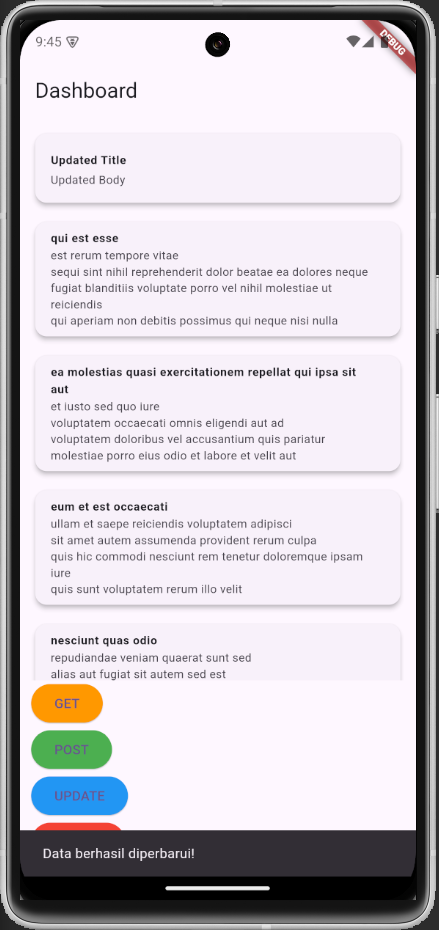 9:45
DEBUG
Dashboard
Updated Title
Updated Body
qui est esse
est rerum tempore vitae
sequi sint nihil reprehenderit dolor beatae ea dolores neque
fugiat blanditiis voluptate porro vel nihil molestiae ut
reiciendis
qui aperiam non debitis possimus qui neque nisi nulla
ea molestias quasi exercitationem repellat qui ipsa sit
aut
et iusto sed quo iure
voluptatem occaecati omnis eligendi aut ad
voluptatem doloribus vel accusantium quis pariatur
molestiae porro eius odio et labore et velit aut
eum et est occaecati
ullam et saepe reiciendis voluptatem adipisci
sit amet autem assumenda provident rerum culpa
quis hic commodi nesciunt rem tenetur doloremque ipsam
iure
quis sunt voluptatem rerum illo velit
nesciunt quas odio
repudiandae veniam quaerat sunt sed
alias aut fugiat sit autem sed est
GET
POST
UPDATE
Data berhasil diperbarui!